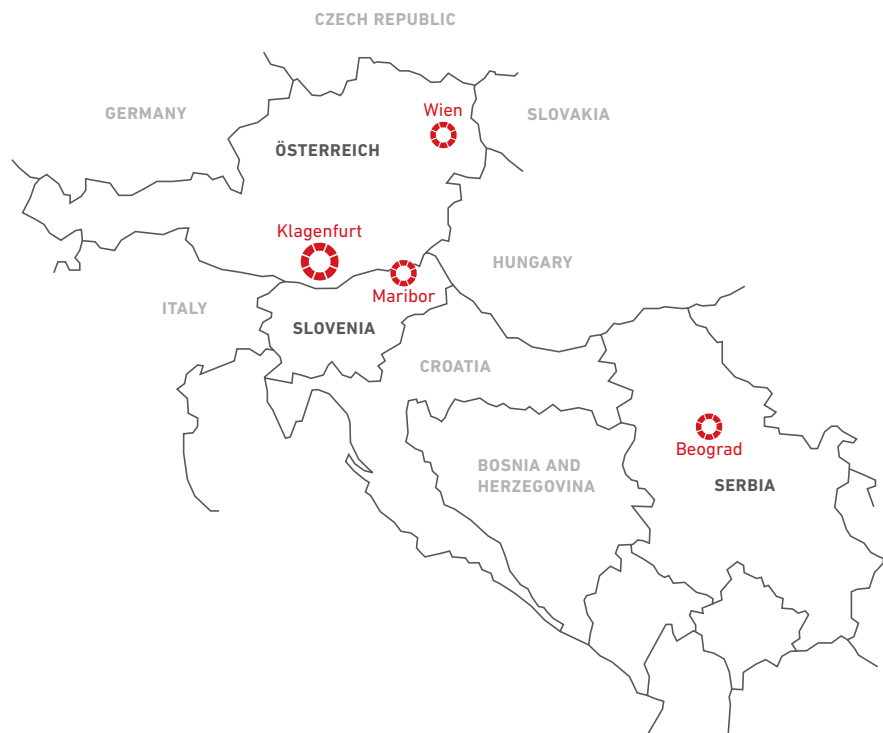 CZECH REPUBLIC
GERMANY
Wien
SLOVAKIA
ÖSTERREICH
Klagenfurt
HUNGARY
Maribor
ITALY
SLOVENIA
CROATIA
Beograd
BOSNIA AND
HERZEGOVINA
SERBIA